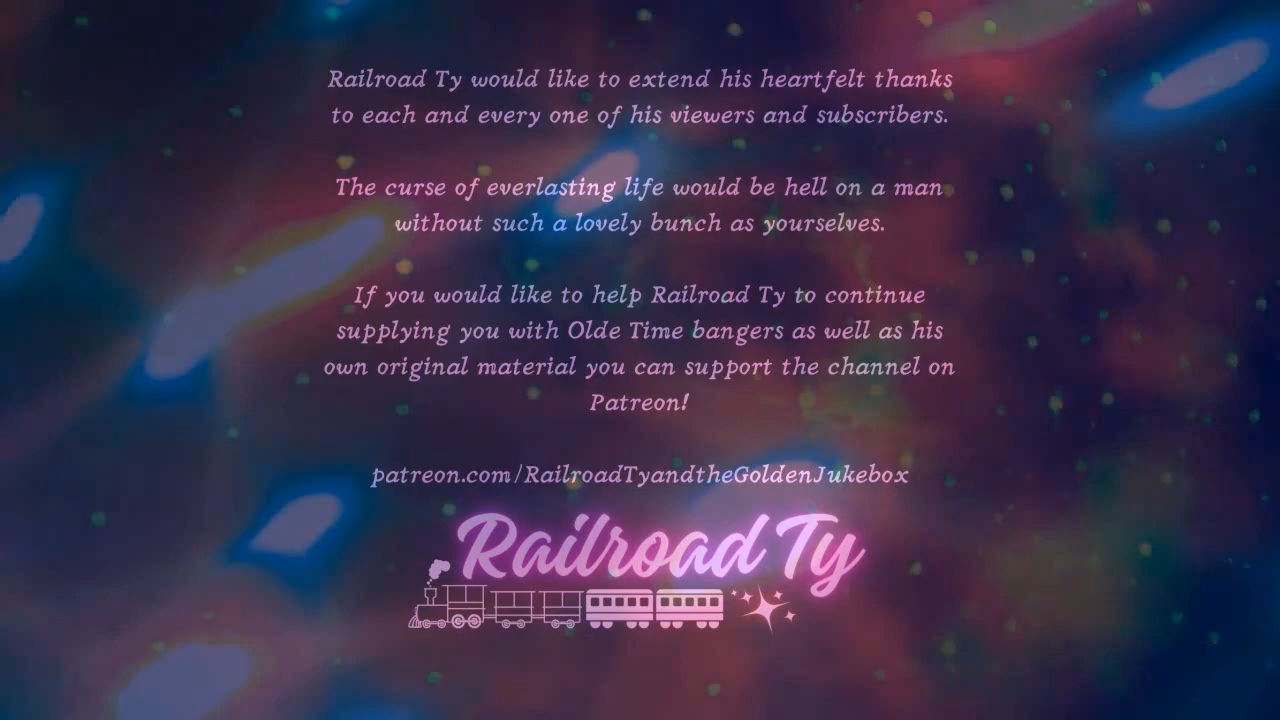 Railroad Ty would like to extend his heartfelt thanks
to each and every one of his viewers and subscribers.
The curse of everlasting life would be hell on a man
without such a lovely bunch as yourselves.
If you would like to help Railroad Ty to continue
supplying you with Olde Time bangers as well as his
own original material you can support the channel on
Patreon!
patreon.com/RailroadTyandtheGoldenJukebox
Railroad Ty